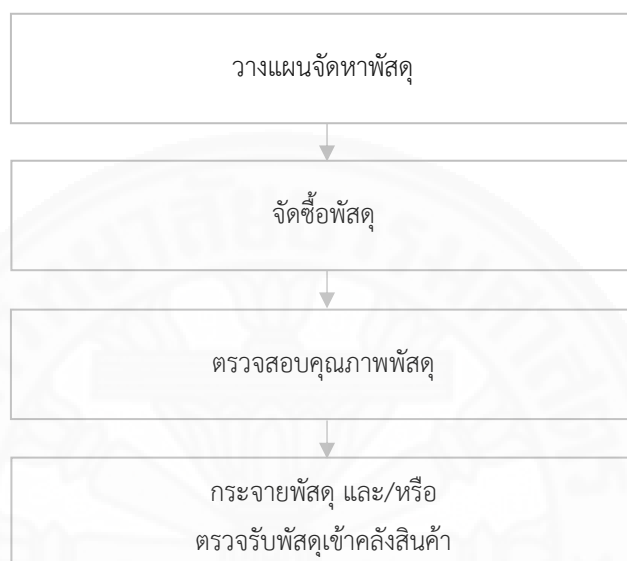 วางแผนจัดหาพัสดุ
จัดซื้อพัสดุ
ตรวจสอบคุณภาพพัสดุ
กระจายพัสดุ และ/หรือ
ตรวจรับพัสดุเข้าคลังสินค้า